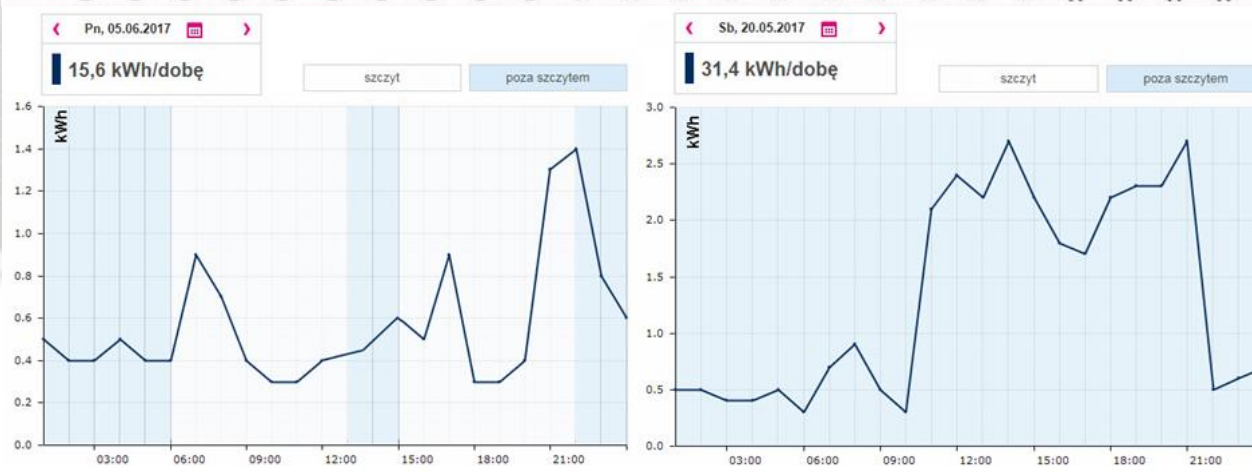 Pn, 05.06.2017
15,6 kWh/dobę
szczyt
poza szczytem
kWh
1.6
1.4
1.2
1.0
0.8
0.6
0.4
0.2
0.0
03:00 06:00 09:00 12:00 15:00 18:00 21:00
Sb, 20.05.2017
31,4 kWh/dobę
szczyt
poza szczytem
kWh
3.0
2.5
2.0
1.5
1.0
0.5
0.0
03:00 06:00 09:00 12:00 15:00 18:00 21:00